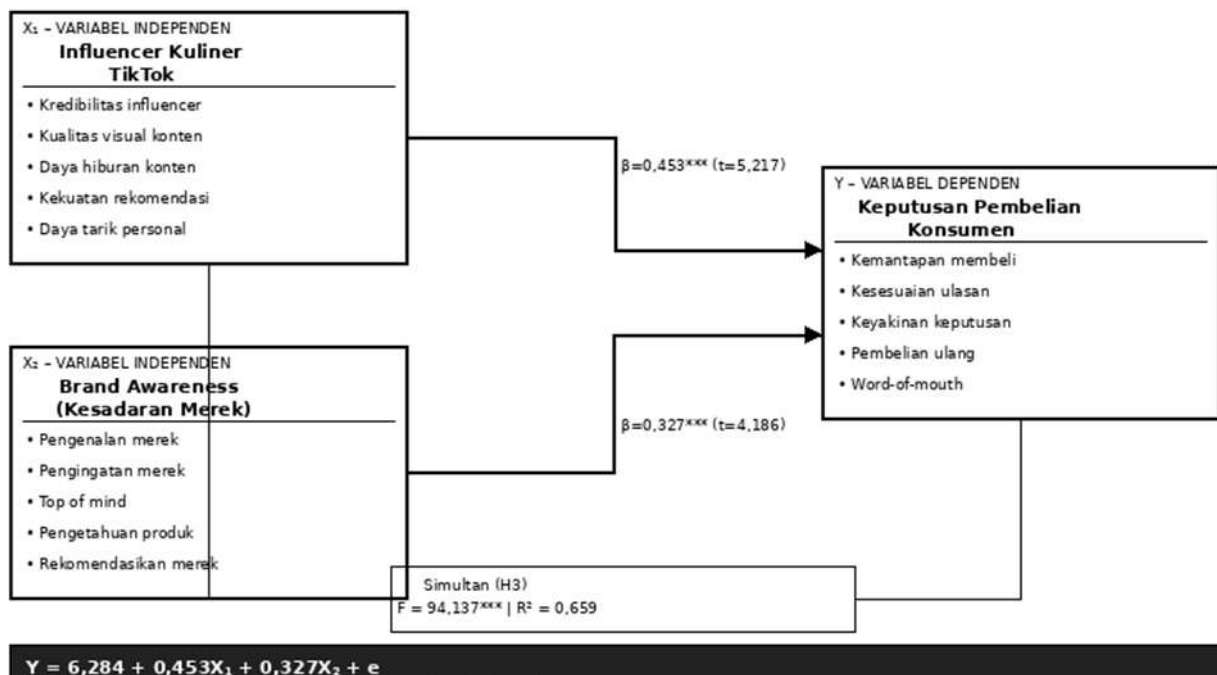 X₁ – VARIABEL INDEPENDEN
Influencer Kuliner
TikTok
• Kredibilitas influencer
• Kualitas visual konten
• Daya hiburan konten
• Kekuatan rekomendasi
• Daya tarik personal
β=0,453*** (t=5,217)
Y – VARIABEL DEPENDEN
Keputusan Pembelian
Konsumen
• Kemantapan membeli
• Kesesuaian ulasan
• Keyakinan keputusan
• Pembelian ulang
• Word-of-mouth
X₂ – VARIABEL INDEPENDEN
Brand Awareness
(Kesadaran Merek)
• Pengenalan merek
• Pengingatan merek
• Top of mind
• Pengetahuan produk
• Rekomendasikan merek
β=0,327*** (t=4,186)
Simultan (H3)
F = 94,137*** | R² = 0,659
Y = 6,284 + 0,453X₁ + 0,327X₂ + e